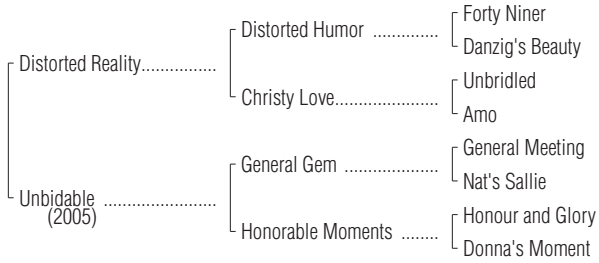 Forty Niner
Distorted Humor ..............
Danzig's Beauty
Distorted Reality................
Unbridled
Christy Love......................
Amo
General Meeting
General Gem ....................
Nat's Sallie
Unbidable ........................
(2005)
Honour and Glory
Honorable Moments ........
Donna's Moment